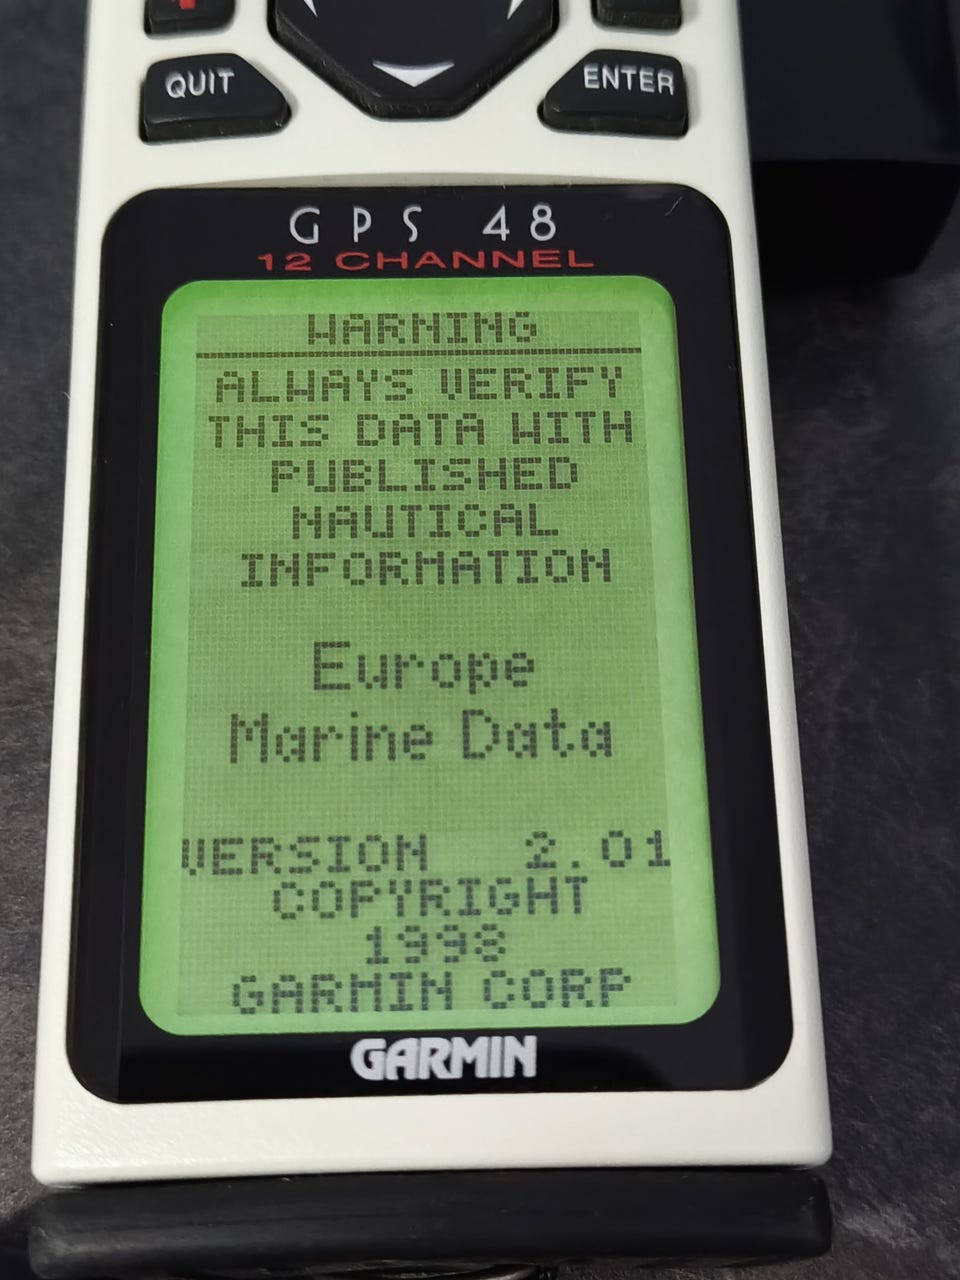 QUIT
ENTER
GPS 48
12 CHANNEL
WARNING
ALWAYS VERIFY
THIS DATA WITH
PUBLISHED
NAUTICAL
INFORMATION
Europe
Marine Data
VERSION 2.01
COPYRIGHT
1998
GARMIN CORP
GARMIN